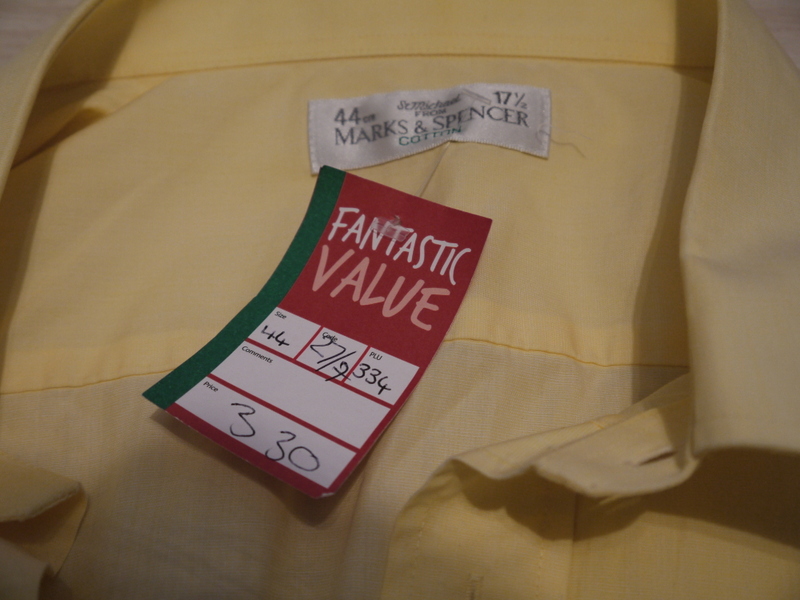 44cm St Michael 17½
FROM
MARKS & SPENCER
COTTON
FANTASTIC
VALUE
Size Code PLU
44 27/9 334
Comments
Price
3 30